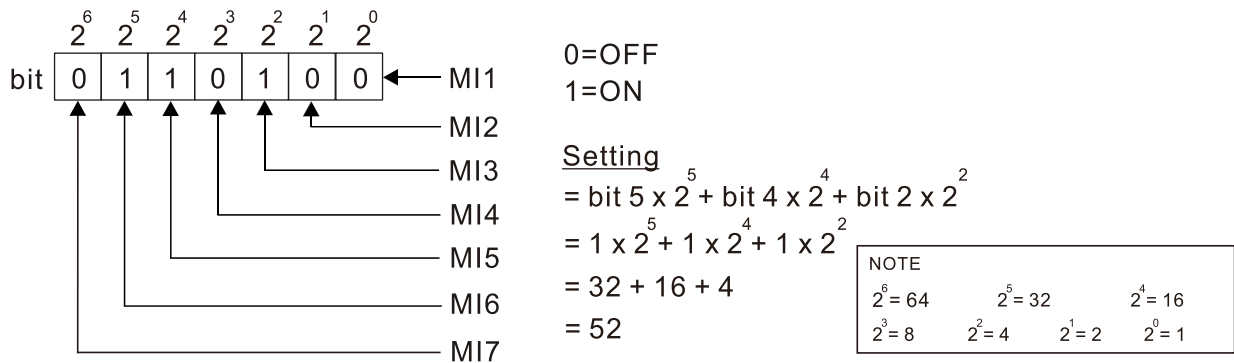 2^6 2^5 2^4 2^3 2^2 2^1 2^0
bit 0 1 1 0 1 0 0 MI1
MI2
MI3
MI4
MI5
MI6
MI7
0=OFF
1=ON
Setting
= bit 5 x 2^5 + bit 4 x 2^4 + bit 2 x 2^2
= 1 x 2^5 + 1 x 2^4 + 1 x 2^2
= 32 + 16 + 4
= 52
NOTE
2^6 = 64 2^5 = 32 2^4 = 16
2^3 = 8 2^2 = 4 2^1 = 2 2^0 = 1